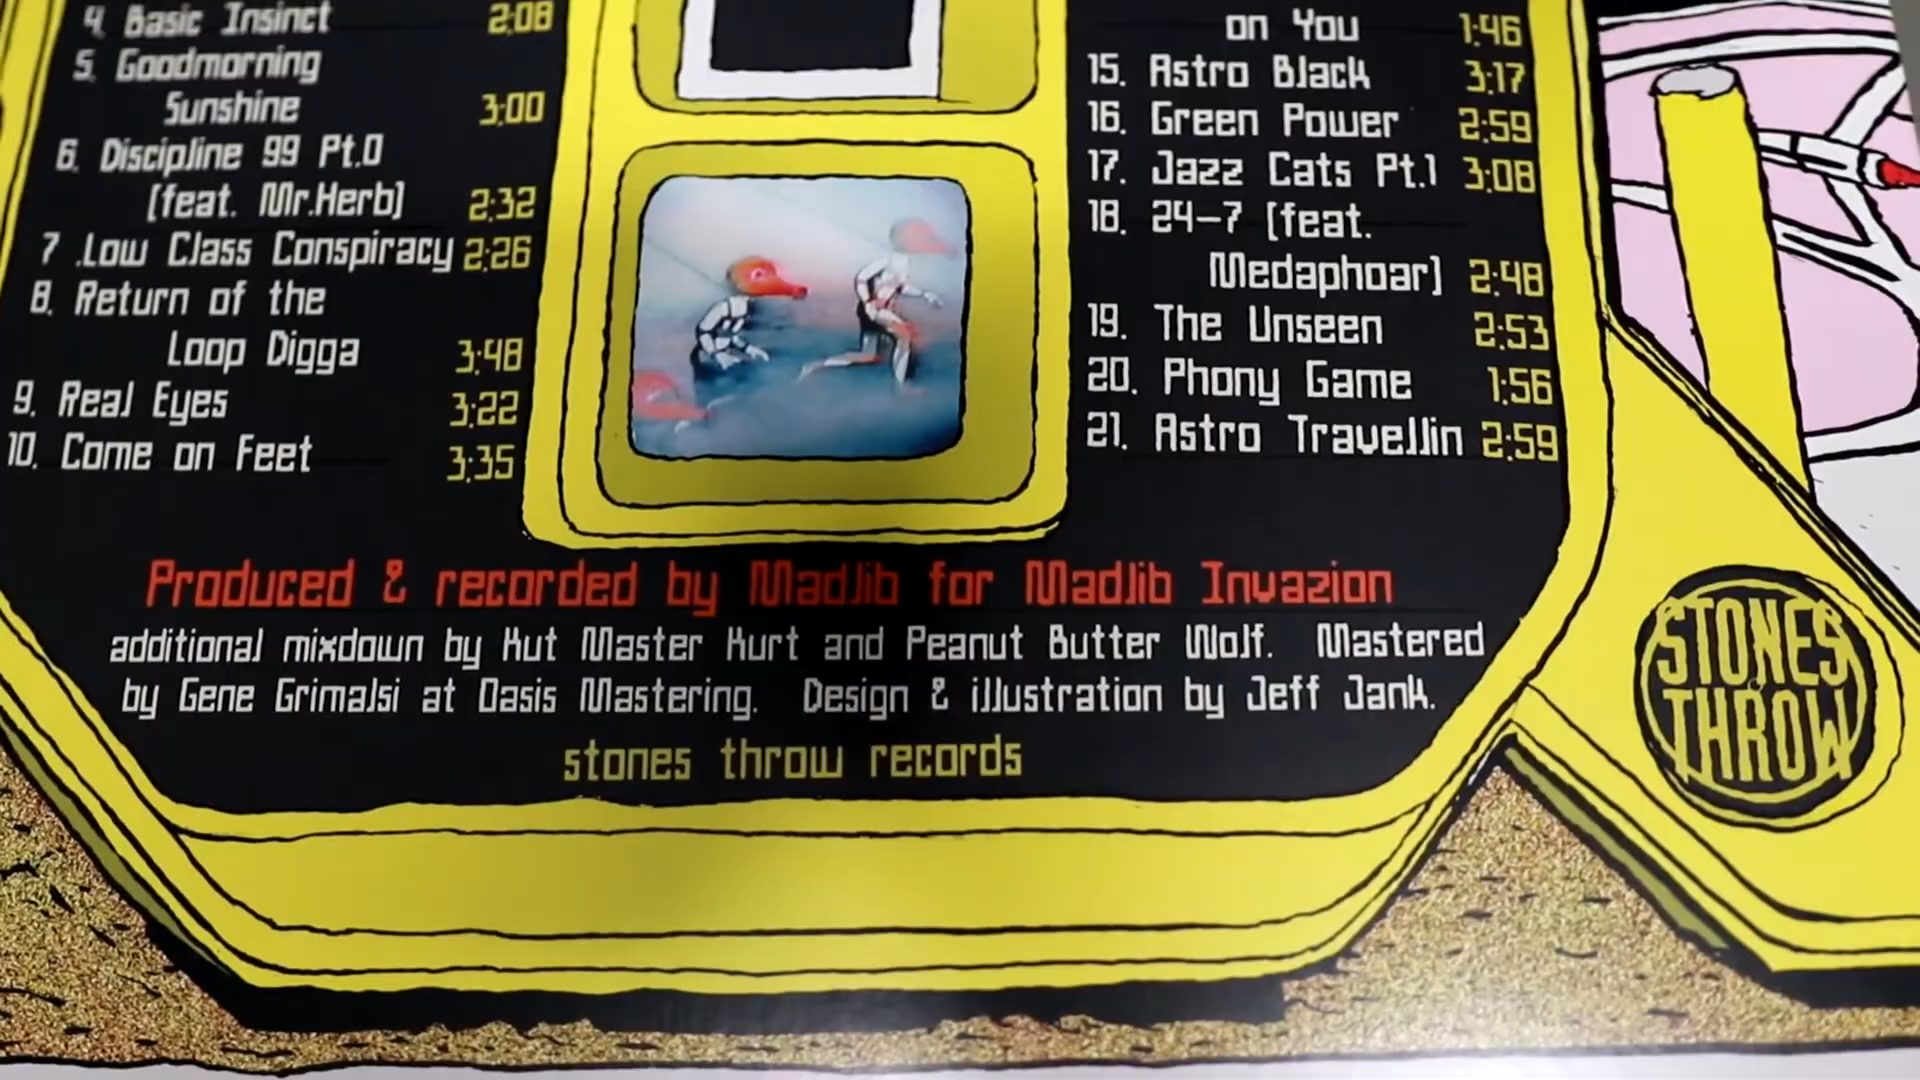 4. Basic Insinct 2:08
5. Goodmorning
Sunshine 3:00
6. Discipline 99 Pt.0
(feat. Mr.Herb) 2:32
7 .Low Class Conspiracy 2:26
8. Return of the
Loop Digga 3:48
9. Real Eyes 3:22
10. Come on Feet 3:35
on You 1:46
15. Astro Black 3:17
16. Green Power 2:59
17. Jazz Cats Pt.1 3:08
18. 24-7 (feat.
Medaphoar) 2:48
19. The Unseen 2:53
20. Phony Game 1:56
21. Astro Travellin 2:59
Produced & recorded by Madlib for Madlib Invazion
additional mixdown by Kut Master Kurt and Peanut Butter Wolf. Mastered
by Gene Grimalsi at Oasis Mastering. Design & illustration by Jeff Jank.
stones throw records
STONES
THROW